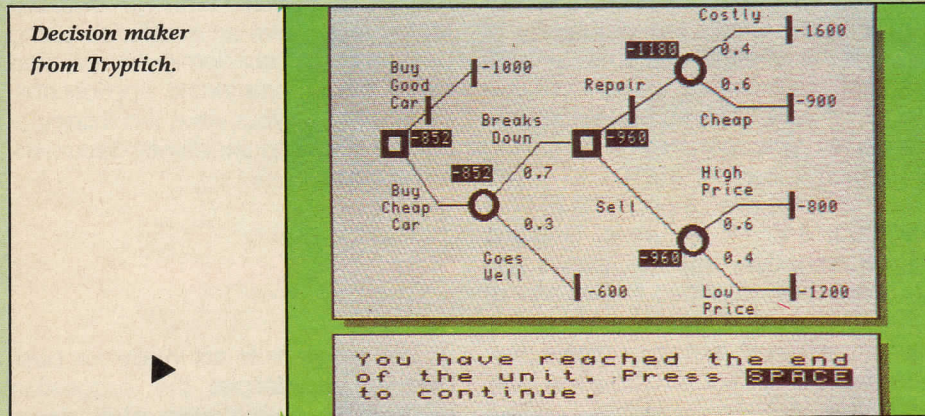 Decision maker
from Tryptich.
Costly
-1600
-1180
0.4
Buy
Good
Car
-1000
Repair
0.6
-900
Cheap
Breaks
Down
-852
-960
-852
0.7
High
Price
Buy
Cheap
Car
Sell
-800
0.3
0.6
Goes
Well
-960
0.4
-600
Low
Price
-1200
You have reached the end
of the unit. Press SPACE
to continue.